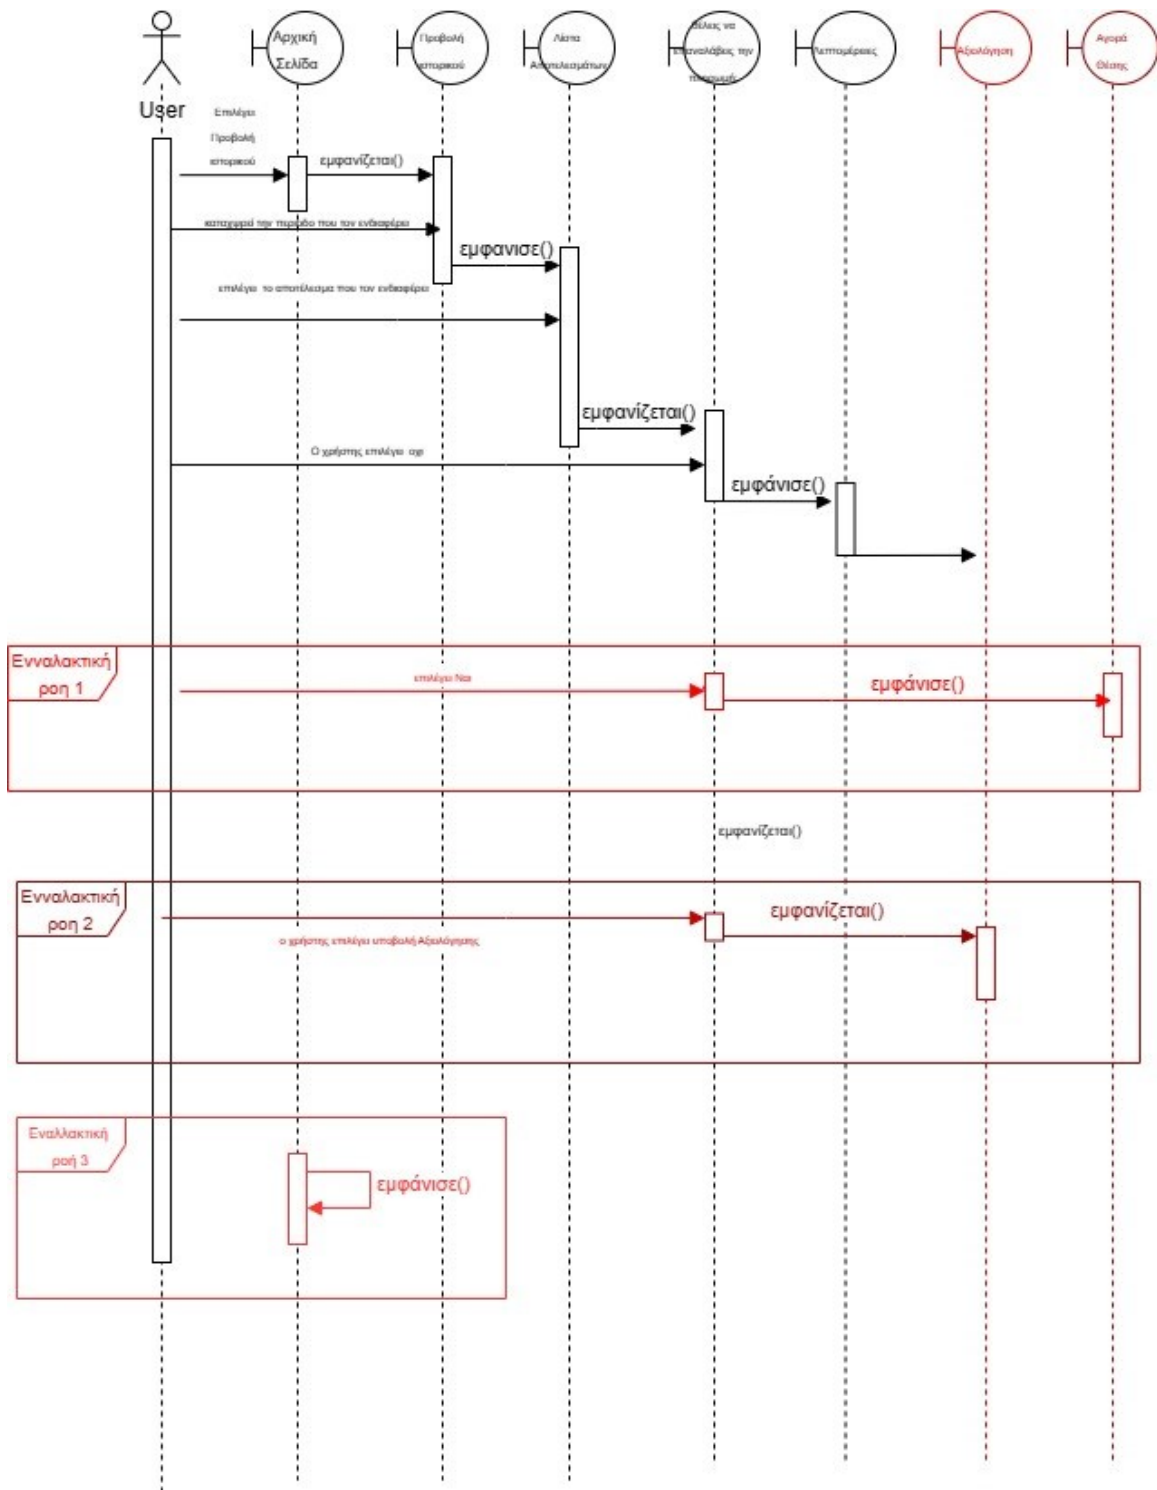 Αρχική
Σελίδα
Προβολή
ιστορικού
Λίστα
Αποτελεσμάτων
θέλεις να
επαναλάβεις την
πληρωμή;
Λεπτομέρειες
Αξιολόγηση
Αγορά
Θέσης
User
Επιλέγει
Προβολή
ιστορικού
εμφανίζεται()
καταχωρεί την περίοδο που τον ενδιαφέρει
εμφανισε()
επιλέγει το αποτέλεσμα που τον ενδιαφέρει
εμφανίζεται()
Ο χρήστης επιλέγει οχι
εμφάνισε()
Ενναλακτική
ροη 1
επιλέγει Ναι
εμφάνισε()
εμφανίζεται()
Ενναλακτική
ροη 2
εμφανίζεται()
ο χρήστης επιλέγει υποβολή Αξιολόγησης
Εναλλακτική
ροή 3
εμφάνισε()